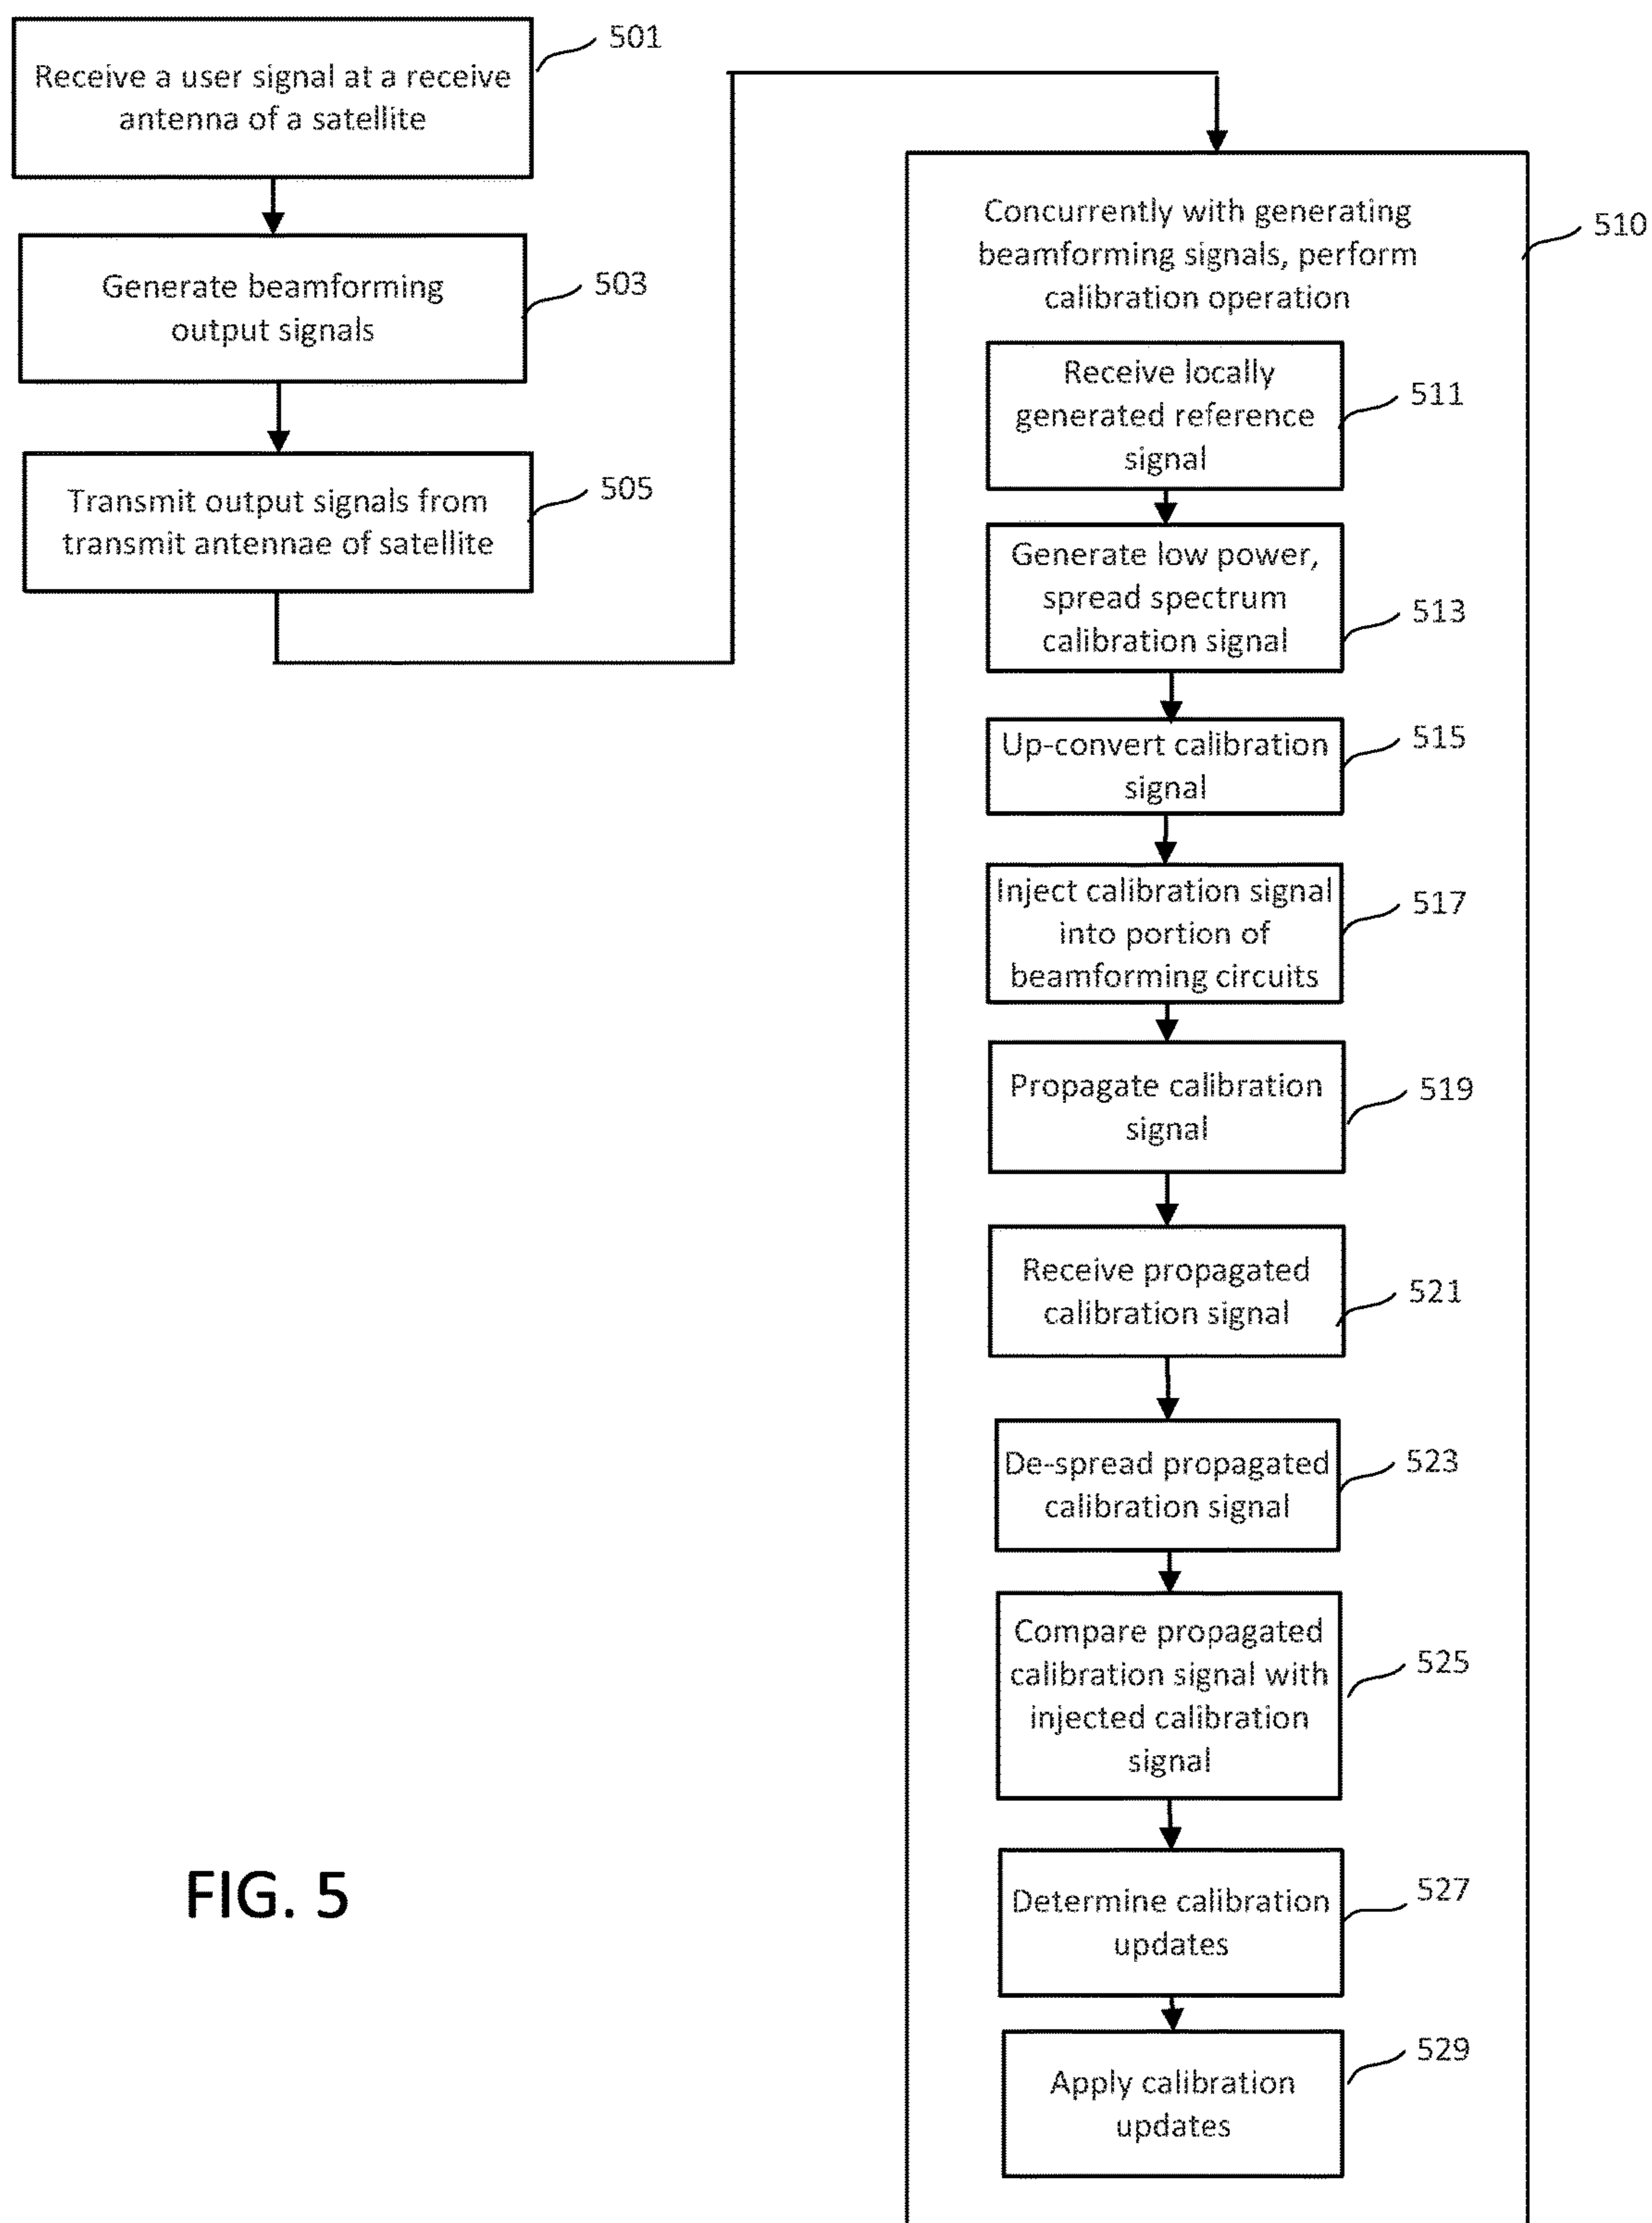 Receive a user signal at a receive
antenna of a satellite
501
Generate beamforming
output signals
503
Transmit output signals from
transmit antennae of satellite
505
Concurrently with generating
beamforming signals, perform
calibration operation
510
Receive locally
generated reference
signal
511
Generate low power,
spread spectrum
calibration signal
513
Up-convert calibration
signal
515
Inject calibration signal
into portion of
beamforming circuits
517
Propagate calibration
signal
519
Receive propagated
calibration signal
521
De-spread propagated
calibration signal
523
Compare propagated
calibration signal with
injected calibration
signal
525
Determine calibration
updates
527
Apply calibration
updates
529
FIG. 5